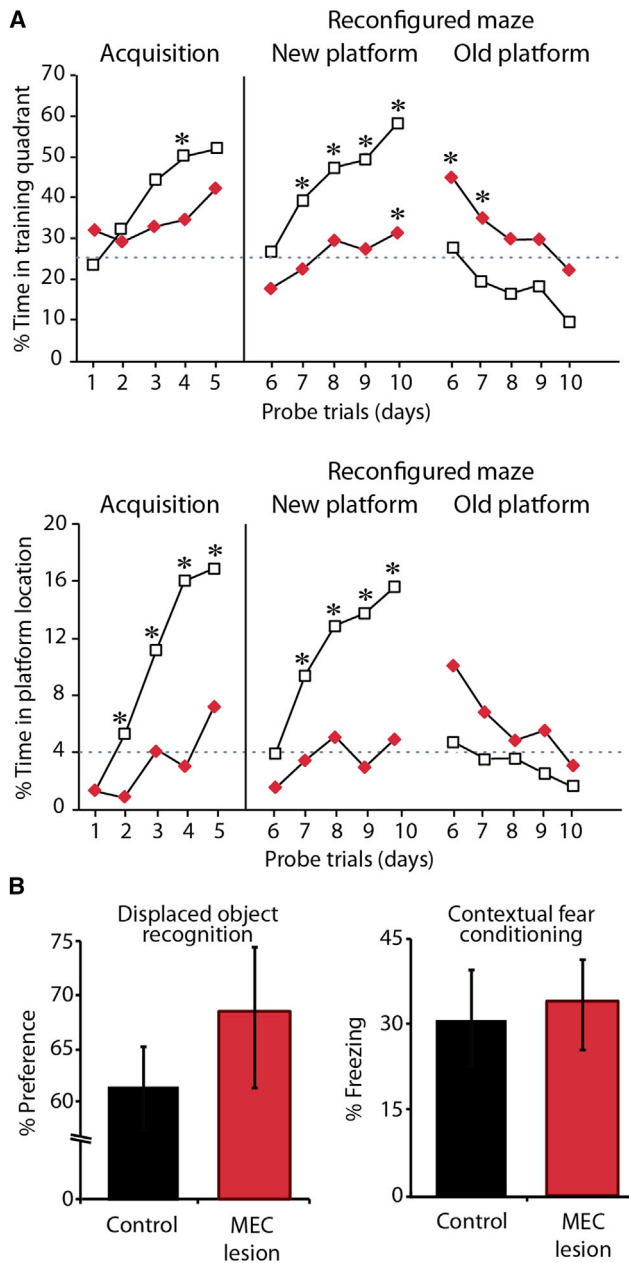 A
Reconfigured maze
Acquisition New platform Old platform
% Time in training quadrant
70
60
50
40
30
20
10
0
* * * * * * * *
1 2 3 4 5 6 7 8 9 10 6 7 8 9 10
Probe trials (days)
Reconfigured maze
Acquisition New platform Old platform
% Time in platform location
20
16
12
8
4
0
* * * * * * * *
1 2 3 4 5 6 7 8 9 10 6 7 8 9 10
Probe trials (days)
B
Displaced object
recognition
% Preference
75
70
65
60
0
Control MEC
lesion
Contextual fear
conditioning
% Freezing
45
30
15
0
Control MEC
lesion